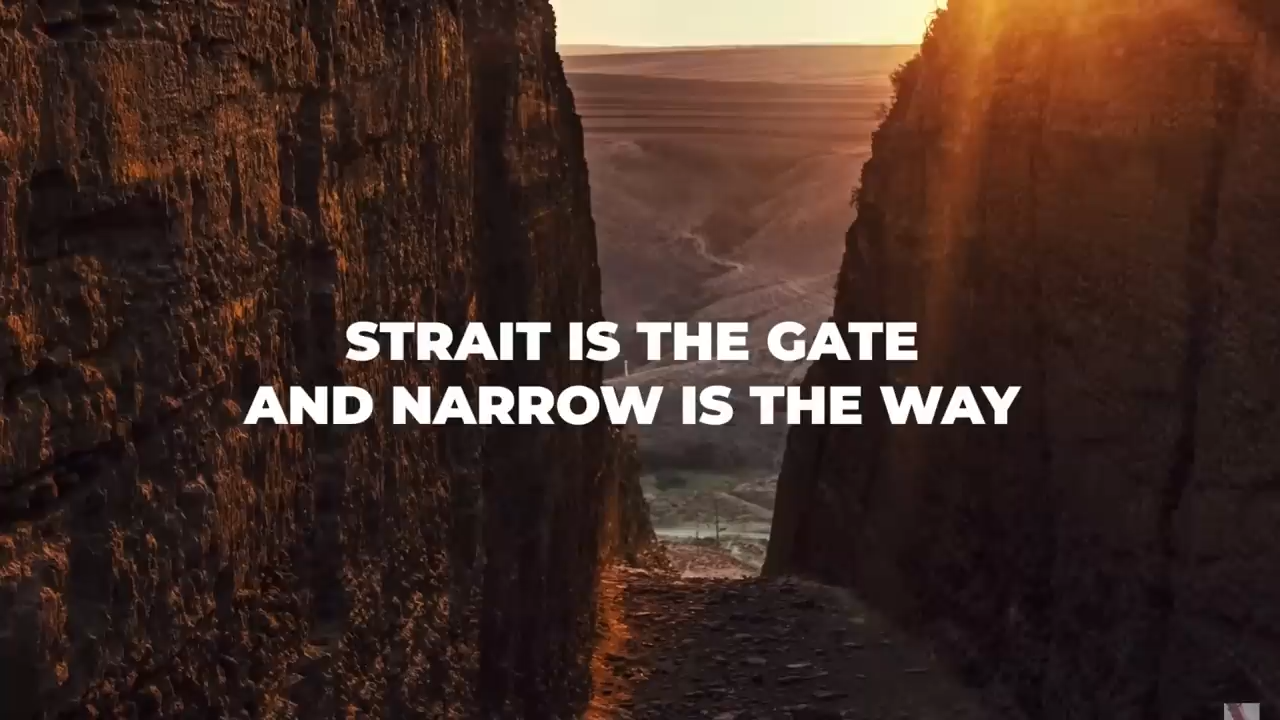 STRAIT IS THE GATE
AND NARROW IS THE WAY